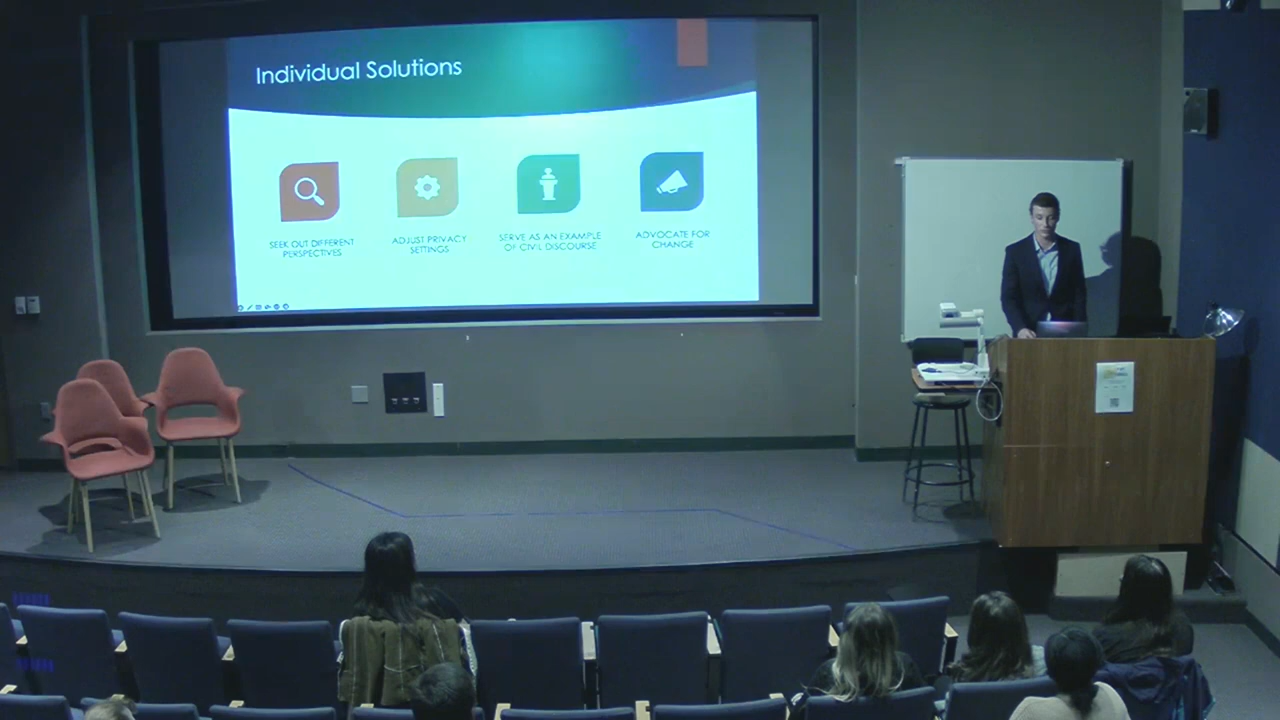 Individual Solutions
SEEK OUT DIFFERENT
PERSPECTIVES
ADJUST PRIVACY
SETTINGS
SERVE AS AN EXAMPLE
OF CIVIL DISCOURSE
ADVOCATE FOR
CHANGE